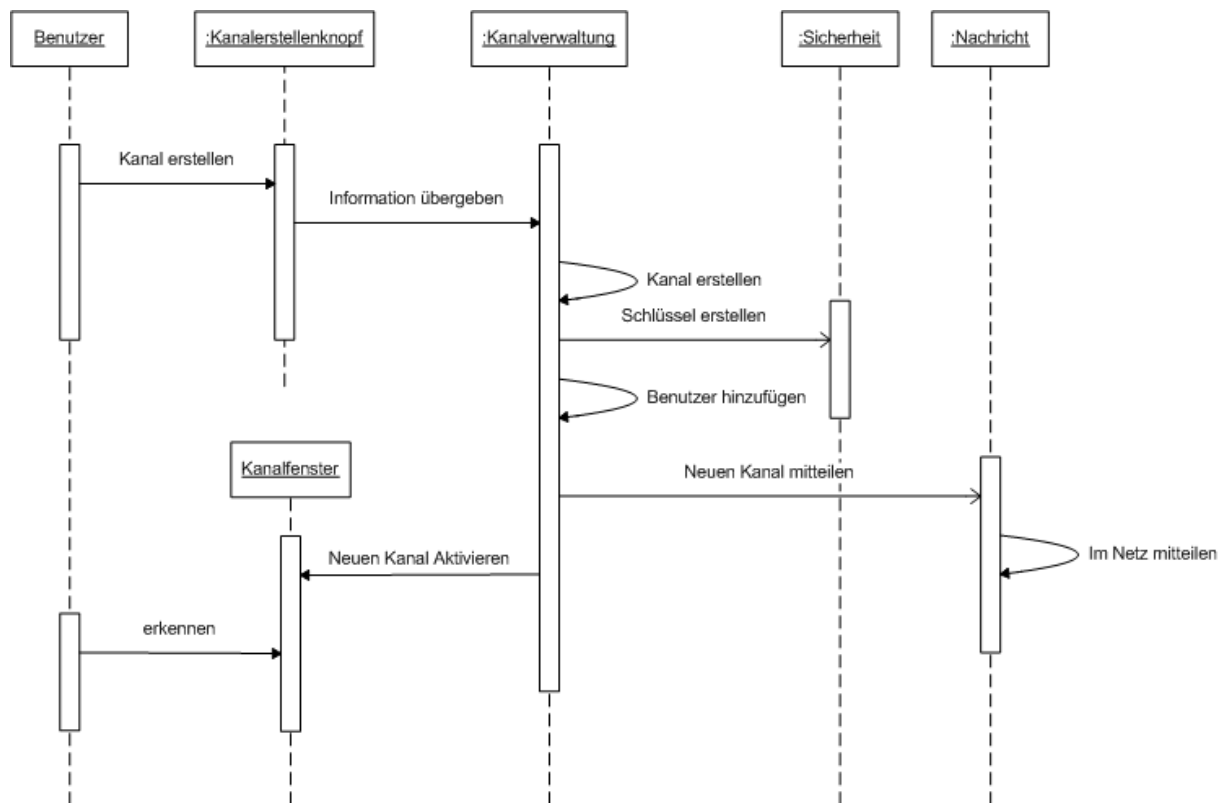 Benutzer
:Kanalerstellenknopf
:Kanalverwaltung
:Sicherheit
:Nachricht
Kanal erstellen
Information übergeben
Kanal erstellen
Schlüssel erstellen
Benutzer hinzufügen
Kanalfenster
Neuen Kanal mitteilen
Neuen Kanal Aktivieren
Im Netz mitteilen
erkennen